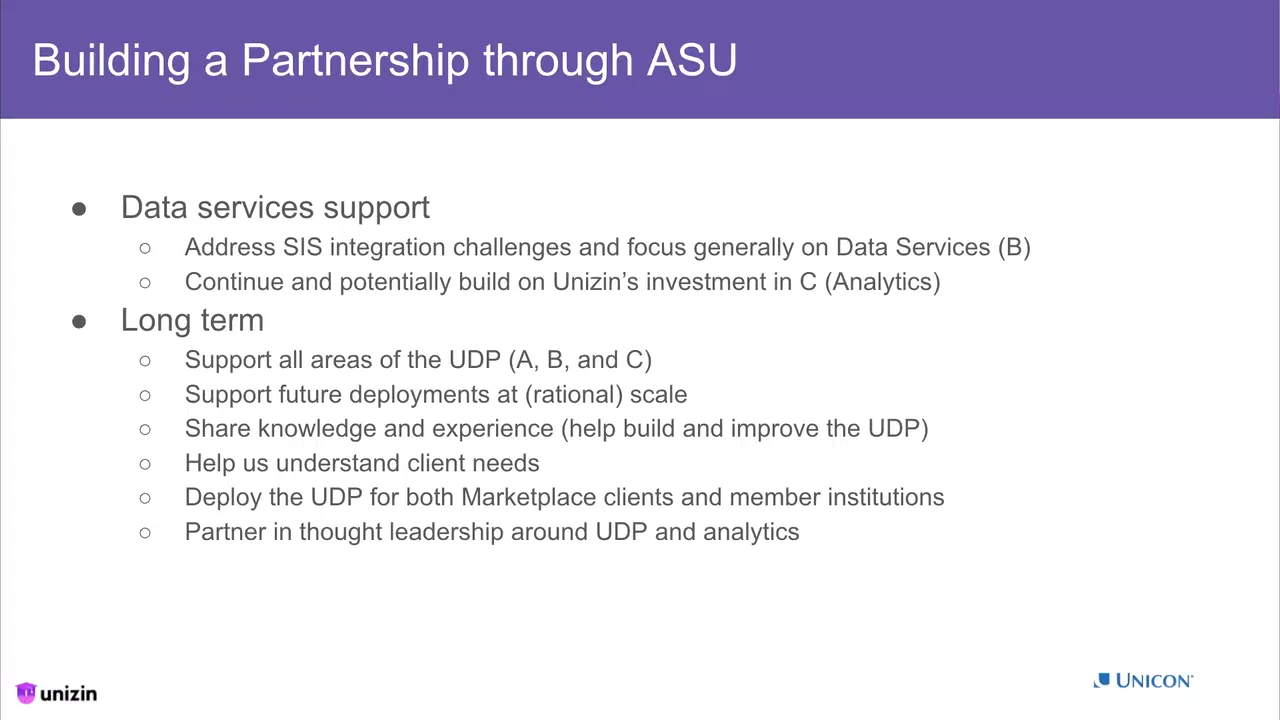 Building a Partnership through ASU
● Data services support
○ Address SIS integration challenges and focus generally on Data Services (B)
○ Continue and potentially build on Unizin’s investment in C (Analytics)
● Long term
○ Support all areas of the UDP (A, B, and C)
○ Support future deployments at (rational) scale
○ Share knowledge and experience (help build and improve the UDP)
○ Help us understand client needs
○ Deploy the UDP for both Marketplace clients and member institutions
○ Partner in thought leadership around UDP and analytics
unizin
UNICON